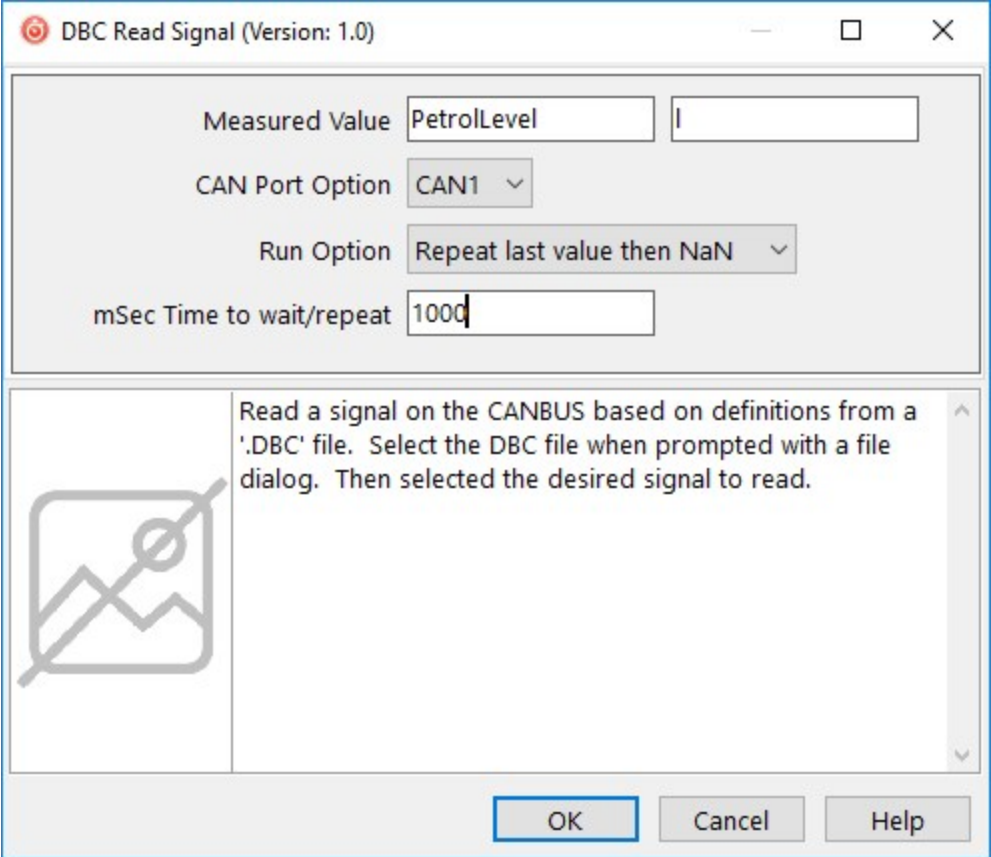 DBC Read Signal (Version: 1.0)
Measured Value PetrolLevel l
CAN Port Option CAN1
Run Option Repeat last value then NaN
mSec Time to wait/repeat 1000
Read a signal on the CANBUS based on definitions from a
'.DBC' file. Select the DBC file when prompted with a file
dialog. Then selected the desired signal to read.
OK Cancel Help